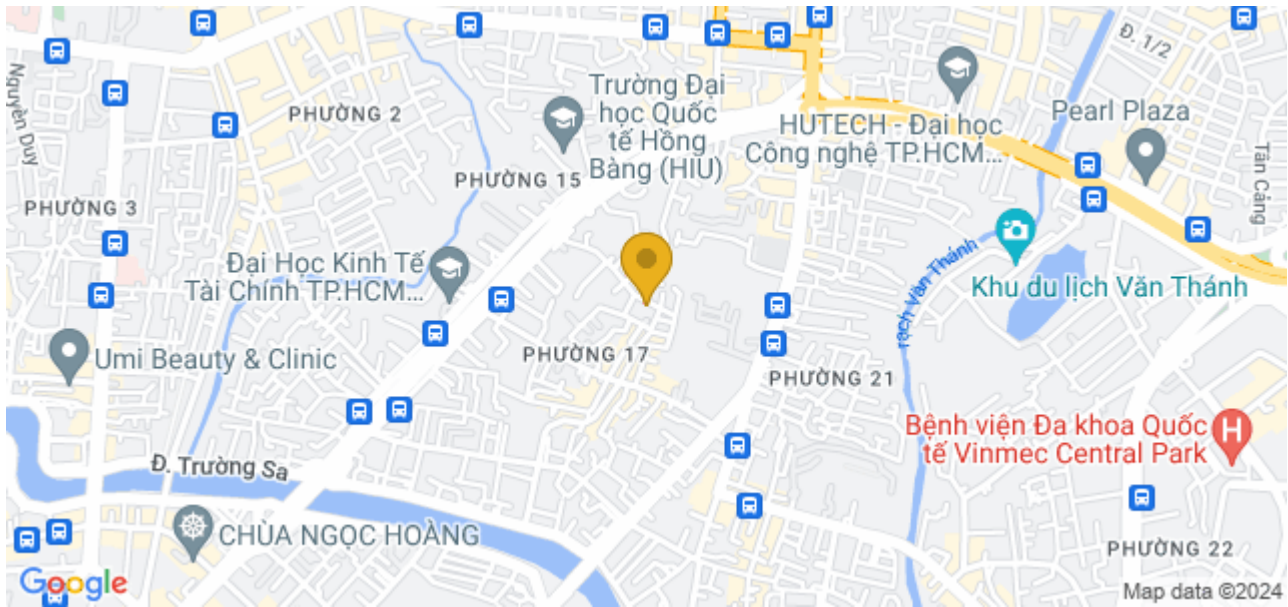 Đ. 1/2
Nguyễn Duy
Trường Đại
học Quốc
tế Hồng
Bàng (HIU)
PHƯỜNG 2
Pearl Plaza
HUTECH - Đại học
Công nghệ TP.HCM...
Tân Cảng
PHƯỜNG 15
PHƯỜNG 3
Đại Học Kinh Tế
Tài Chính TP.HCM...
rạch Văn Thánh
Khu du lịch Văn Thánh
Umi Beauty & Clinic
PHƯỜNG 17
PHƯỜNG 21
Bệnh viện Đa khoa Quốc
tế Vinmec Central Park
H
Đ. Trường Sa
CHÙA NGỌC HOÀNG
PHƯỜNG 22
Google
Map data ©2024